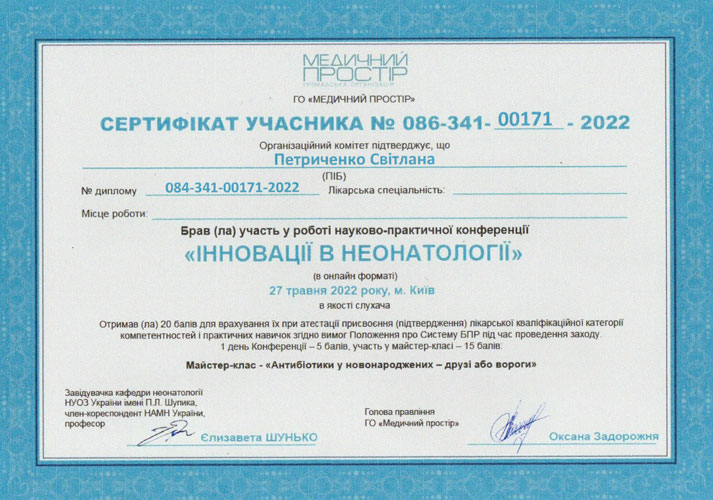 МЕДИЧНИЙ
ПРОСТІР
ГРОМАДСЬКА ОРГАНІЗАЦІЯ
ГО «МЕДИЧНИЙ ПРОСТІР»
СЕРТИФІКАТ УЧАСНИКА № 086-341- 00171 - 2022
Організаційний комітет підтверджує, що
Петриченко Світлана
(ПІБ)
№ диплому 084-341-00171-2022 Лікарська спеціальність:
Місце роботи:
Брав (ла) участь у роботі науково-практичної конференції
«ІННОВАЦІЇ В НЕОНАТОЛОГІЇ»
(в онлайн форматі)
27 травня 2022 року, м. Київ
в якості слухача
Отримав (ла) 20 балів для врахування їх при атестації присвоєння (підтвердження) лікарської кваліфікаційної категорії
компетентностей і практичних навичок згідно вимог Положення про Систему БПР під час проведення заходу.
1 день Конференції – 5 балів, участь у майстер-класі – 15 балів:
Майстер-клас - «Антибіотики у новонароджених – друзі або вороги»
Завідувачка кафедри неонатології
НУОЗ України імені П.Л. Шупика,
член-кореспондент НАМН України,
професор
Єлизавета ШУНЬКО
Голова правління
ГО «Медичний простір»
Оксана Задорожня